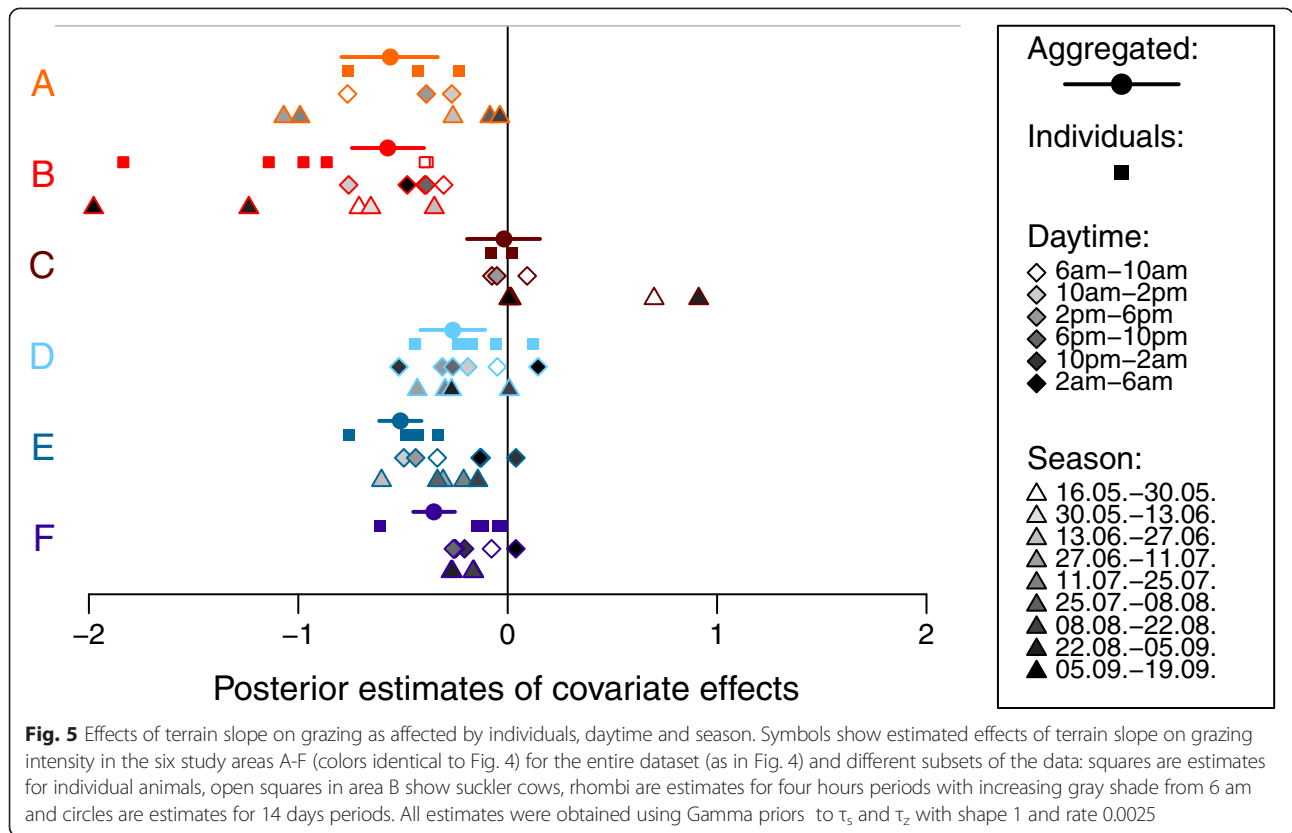 A
B
C
D
E
F
−2 −1 0 1 2
Posterior estimates of covariate effects
Aggregated:
Individuals:
Daytime:
6am−10am
10am−2pm
2pm−6pm
6pm−10pm
10pm−2am
2am−6am
Season:
16.05.−30.05.
30.05.−13.06.
13.06.−27.06.
27.06.−11.07.
11.07.−25.07.
25.07.−08.08.
08.08.−22.08.
22.08.−05.09.
05.09.−19.09.
Fig. 5 Effects of terrain slope on grazing as affected by individuals, daytime and season. Symbols show estimated effects of terrain slope on grazing
intensity in the six study areas A-F (colors identical to Fig. 4) for the entire dataset (as in Fig. 4) and different subsets of the data: squares are estimates
for individual animals, open squares in area B show suckler cows, rhombi are estimates for four hours periods with increasing gray shade from 6 am
and circles are estimates for 14 days periods. All estimates were obtained using Gamma priors to τs and τz with shape 1 and rate 0.0025